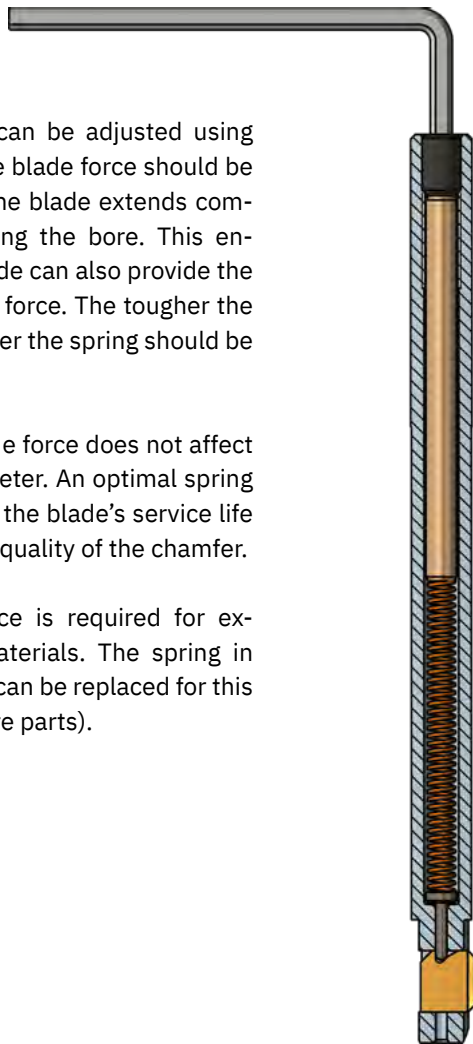 can be adjusted using
e blade force should be
he blade extends com-
ing the bore. This en-
de can also provide the
force. The tougher the
er the spring should be
e force does not affect
eter. An optimal spring
the blade’s service life
quality of the chamfer.
ce is required for ex-
aterials. The spring in
can be replaced for this
e parts).